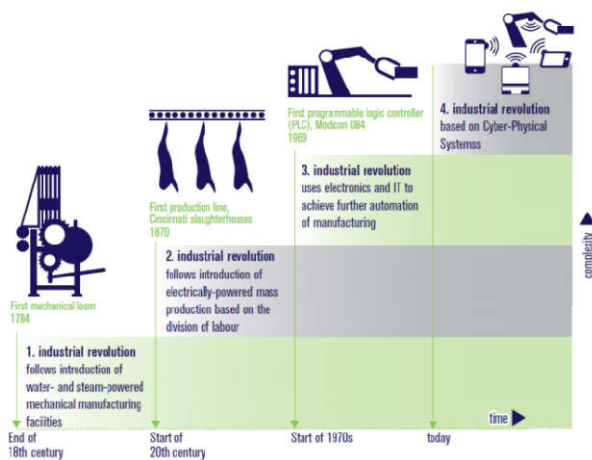 First programmable logic controller
(PLC), Modicon 084
1969
4. industrial revolution
based on Cyber-Physical
Systemss
3. industrial revolution
uses electronics and IT to
achieve further automation
of manufacturing
First production line,
Cincinnati slaughterhouses
1870
2. industrial revolution
follows introduction of
electrically-powered mass
production based on the
division of labour
First mechanical loom
1784
1. industrial revolution
follows introduction of
water- and steam-powered
mechanical manufacturing
facilities
complexity
time
End of
18th century
Start of
20th century
Start of 1970s
today